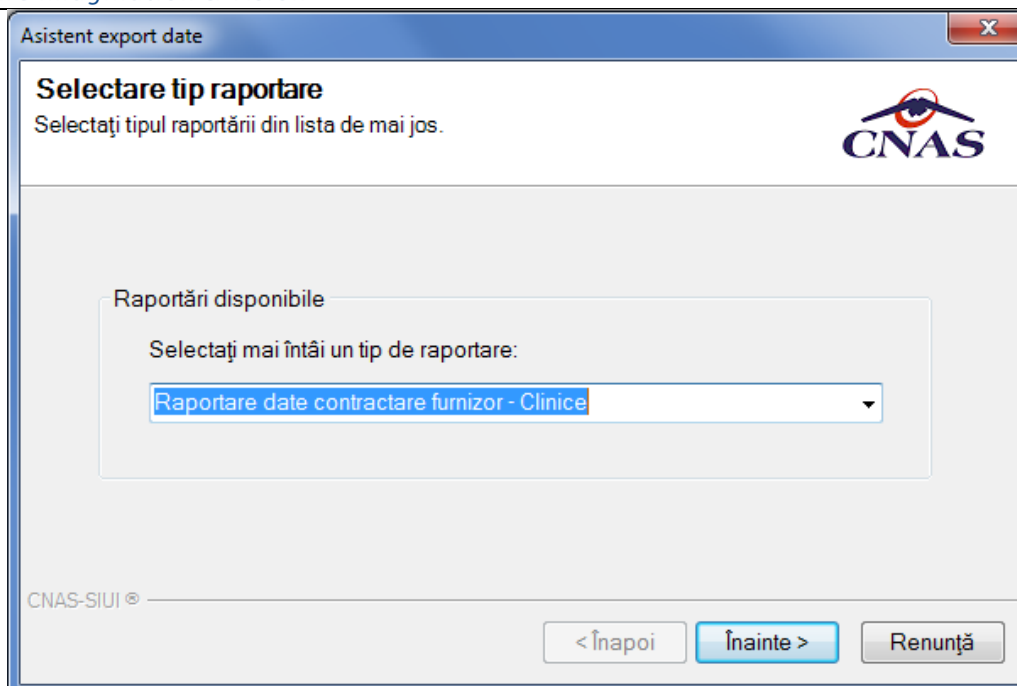 Asistent export date
Selectare tip raportare
Selectaţi tipul raportării din lista de mai jos.
CNAS
Raportări disponibile
Selectaţi mai întâi un tip de raportare:
Raportare date contractare furnizor - Clinice
CNAS-SIUI ®
< Înapoi
Înainte >
Renunţă